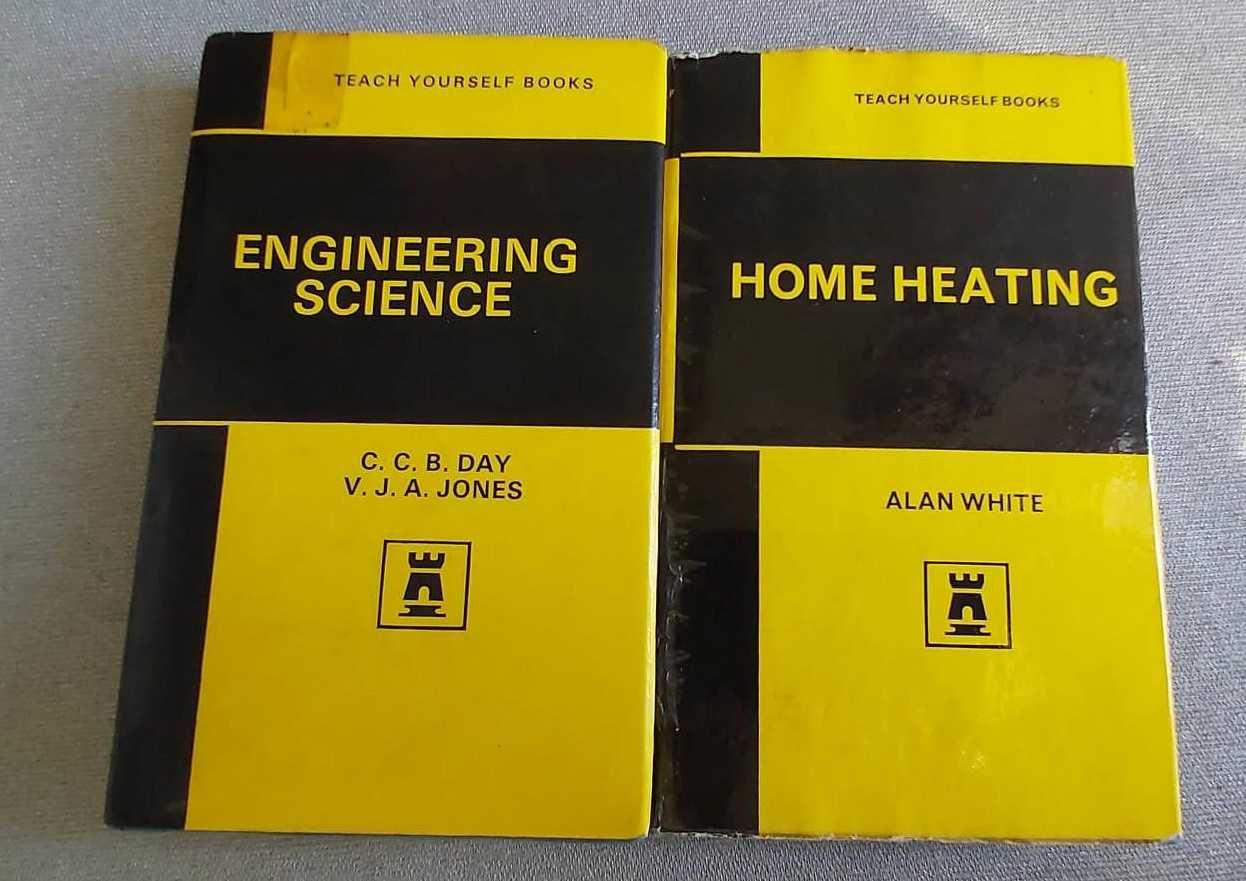 TEACH YOURSELF BOOKS
ENGINEERING
SCIENCE
C. C. B. DAY
V. J. A. JONES
TEACH YOURSELF BOOKS
HOME HEATING
ALAN WHITE